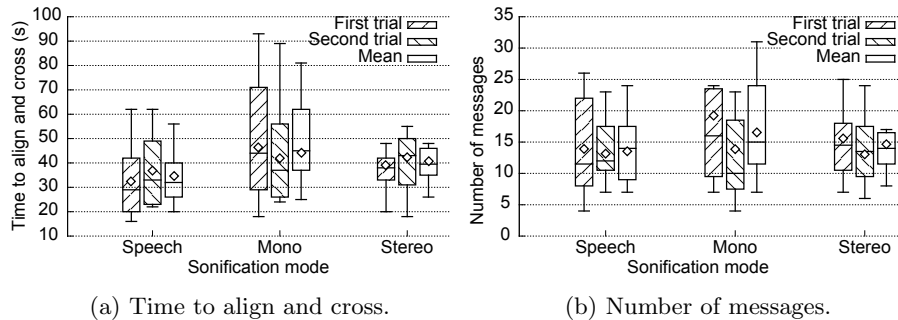 Time to align and cross (s)
100
90
80
70
60
50
40
30
20
10
First trial
Second trial
Mean
Speech Mono Stereo
Sonification mode
(a) Time to align and cross.
Number of messages
35
30
25
20
15
10
5
0
First trial
Second trial
Mean
Speech Mono Stereo
Sonification mode
(b) Number of messages.